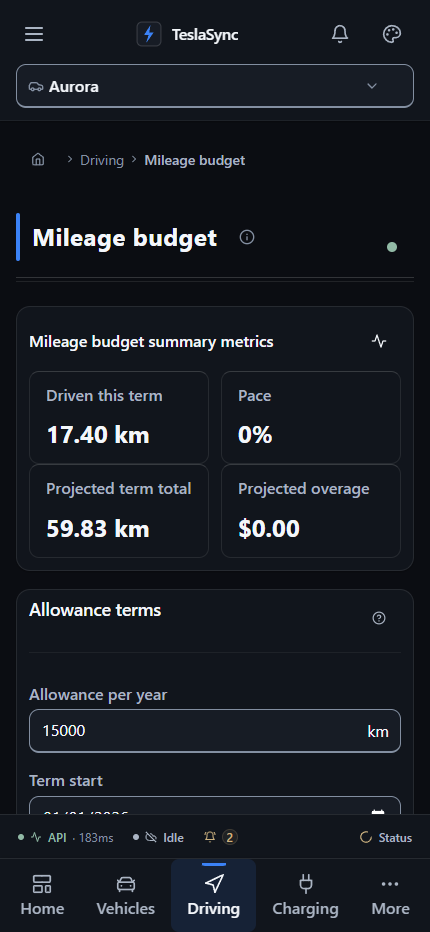 TeslaSync
Aurora
Driving
Mileage budget
Mileage budget
Mileage budget summary metrics
Driven this term
17.40 km
Pace
0%
Projected term total
59.83 km
Projected overage
$0.00
Allowance terms
Allowance per year
15000 km
Term start
API · 183ms
Idle
2
Status
Home
Vehicles
Driving
Charging
More